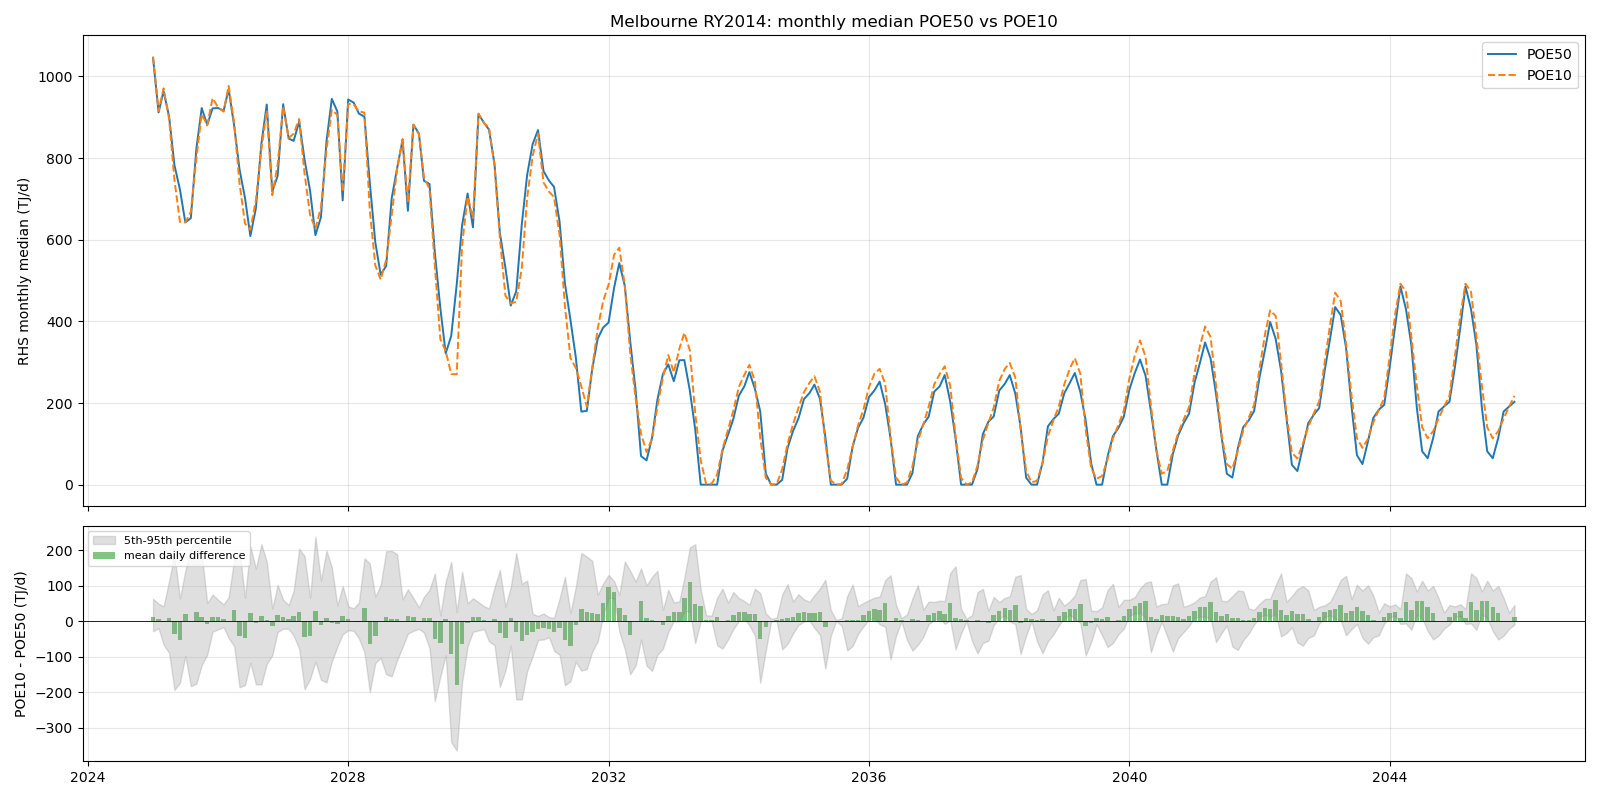 Melbourne RY2014: monthly median POE50 vs POE10
RHS monthly median (TJ/d)
1000
800
600
400
200
0
POE50
POE10
POE10 - POE50 (TJ/d)
200
100
0
−100
−200
−300
5th-95th percentile
mean daily difference
2024
2028
2032
2036
2040
2044